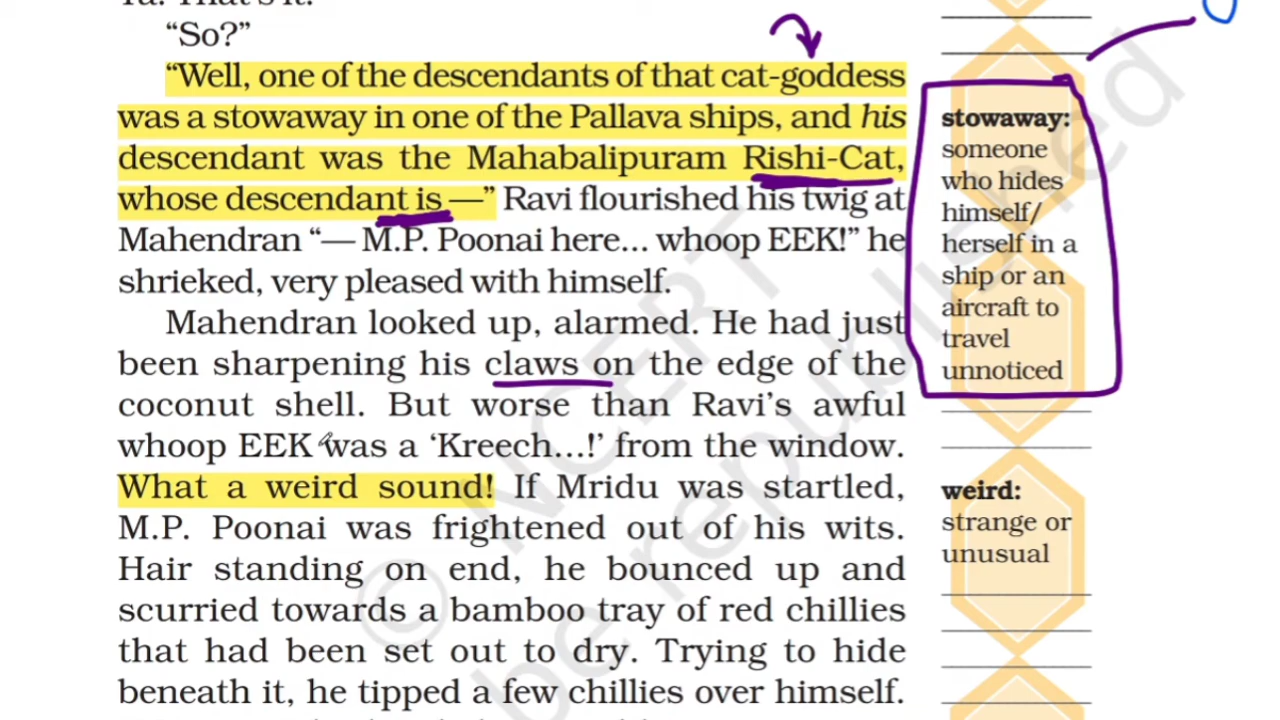 “So?”
“Well, one of the descendants of that cat-goddess
was a stowaway in one of the Pallava ships, and his
descendant was the Mahabalipuram Rishi-Cat,
whose descendant is —” Ravi flourished his twig at
Mahendran “— M.P. Poonai here... whoop EEK!” he
shrieked, very pleased with himself.
Mahendran looked up, alarmed. He had just
been sharpening his claws on the edge of the
coconut shell. But worse than Ravi’s awful
whoop EEK was a ‘Kreech...!’ from the window.
What a weird sound! If Mridu was startled,
M.P. Poonai was frightened out of his wits.
Hair standing on end, he bounced up and
scurried towards a bamboo tray of red chillies
that had been set out to dry. Trying to hide
beneath it, he tipped a few chillies over himself.
stowaway:
someone
who hides
himself/
herself in a
ship or an
aircraft to
travel
unnoticed
weird:
strange or
unusual
© NCERT
be republished